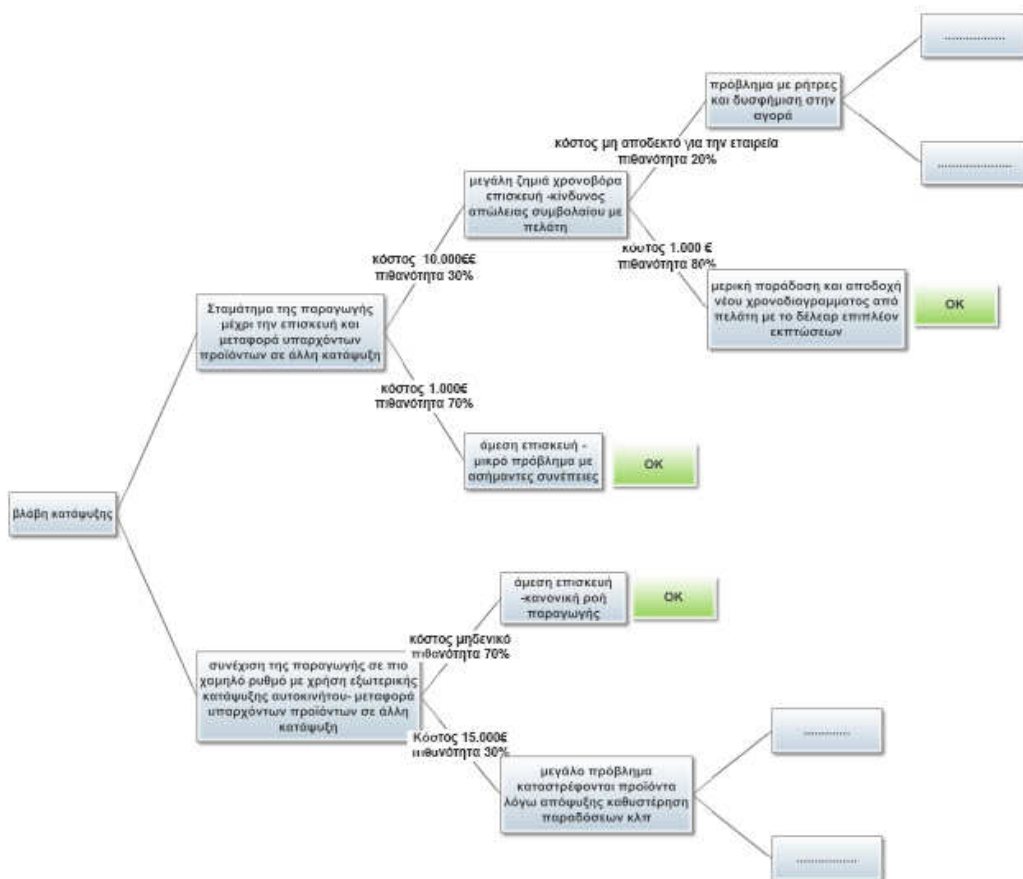 ..................
πρόβλημα με ρήτρες
και δυσφήμιση στην
αγορά
κόστος μη αποδεκτό για την εταιρεία
πιθανότητα 20%
......................
μεγάλη ζημιά χρονοβόρα
επισκευή -κίνδυνος
απώλειας συμβολαίου με
πελάτη
κόστος 1.000 €
πιθανότητα 80%
κόστος 10.000€€
πιθανότητα 30%
μερική παράδοση και αποδοχή
νέου χρονοδιαγραμματος από
πελάτη με το δέλεαρ επιπλέον
εκπτώσεων
OK
Σταμάτημα της παραγωγής
μέχρι την επισκευή και
μεταφορά υπαρχόντων
προϊόντων σε άλλη κατάψυξη
κόστος 1.000€
πιθανότητα 70%
άμεση επισκευή -
μικρό πρόβλημα με
ασήμαντες συνέπειες
OK
βλάβη κατάψυξης
άμεση επισκευή
-κανονική ροή
παραγωγής
OK
κόστος μηδενικό
πιθανότητα 70%
συνέχιση της παραγωγής σε πιο
χαμηλό ρυθμό με χρήση εξωτερικής
κατάψυξης αυτοκινήτου- μεταφορά
υπαρχόντων προϊόντων σε άλλη
κατάψυξη
Κόστος 15.000€
πιθανότητα 30%
.............
μεγάλο πρόβλημα
καταστρέφονται προϊόντα
λόγω απόψυξης καθυστέρηση
παραδόσεων κλπ
..................